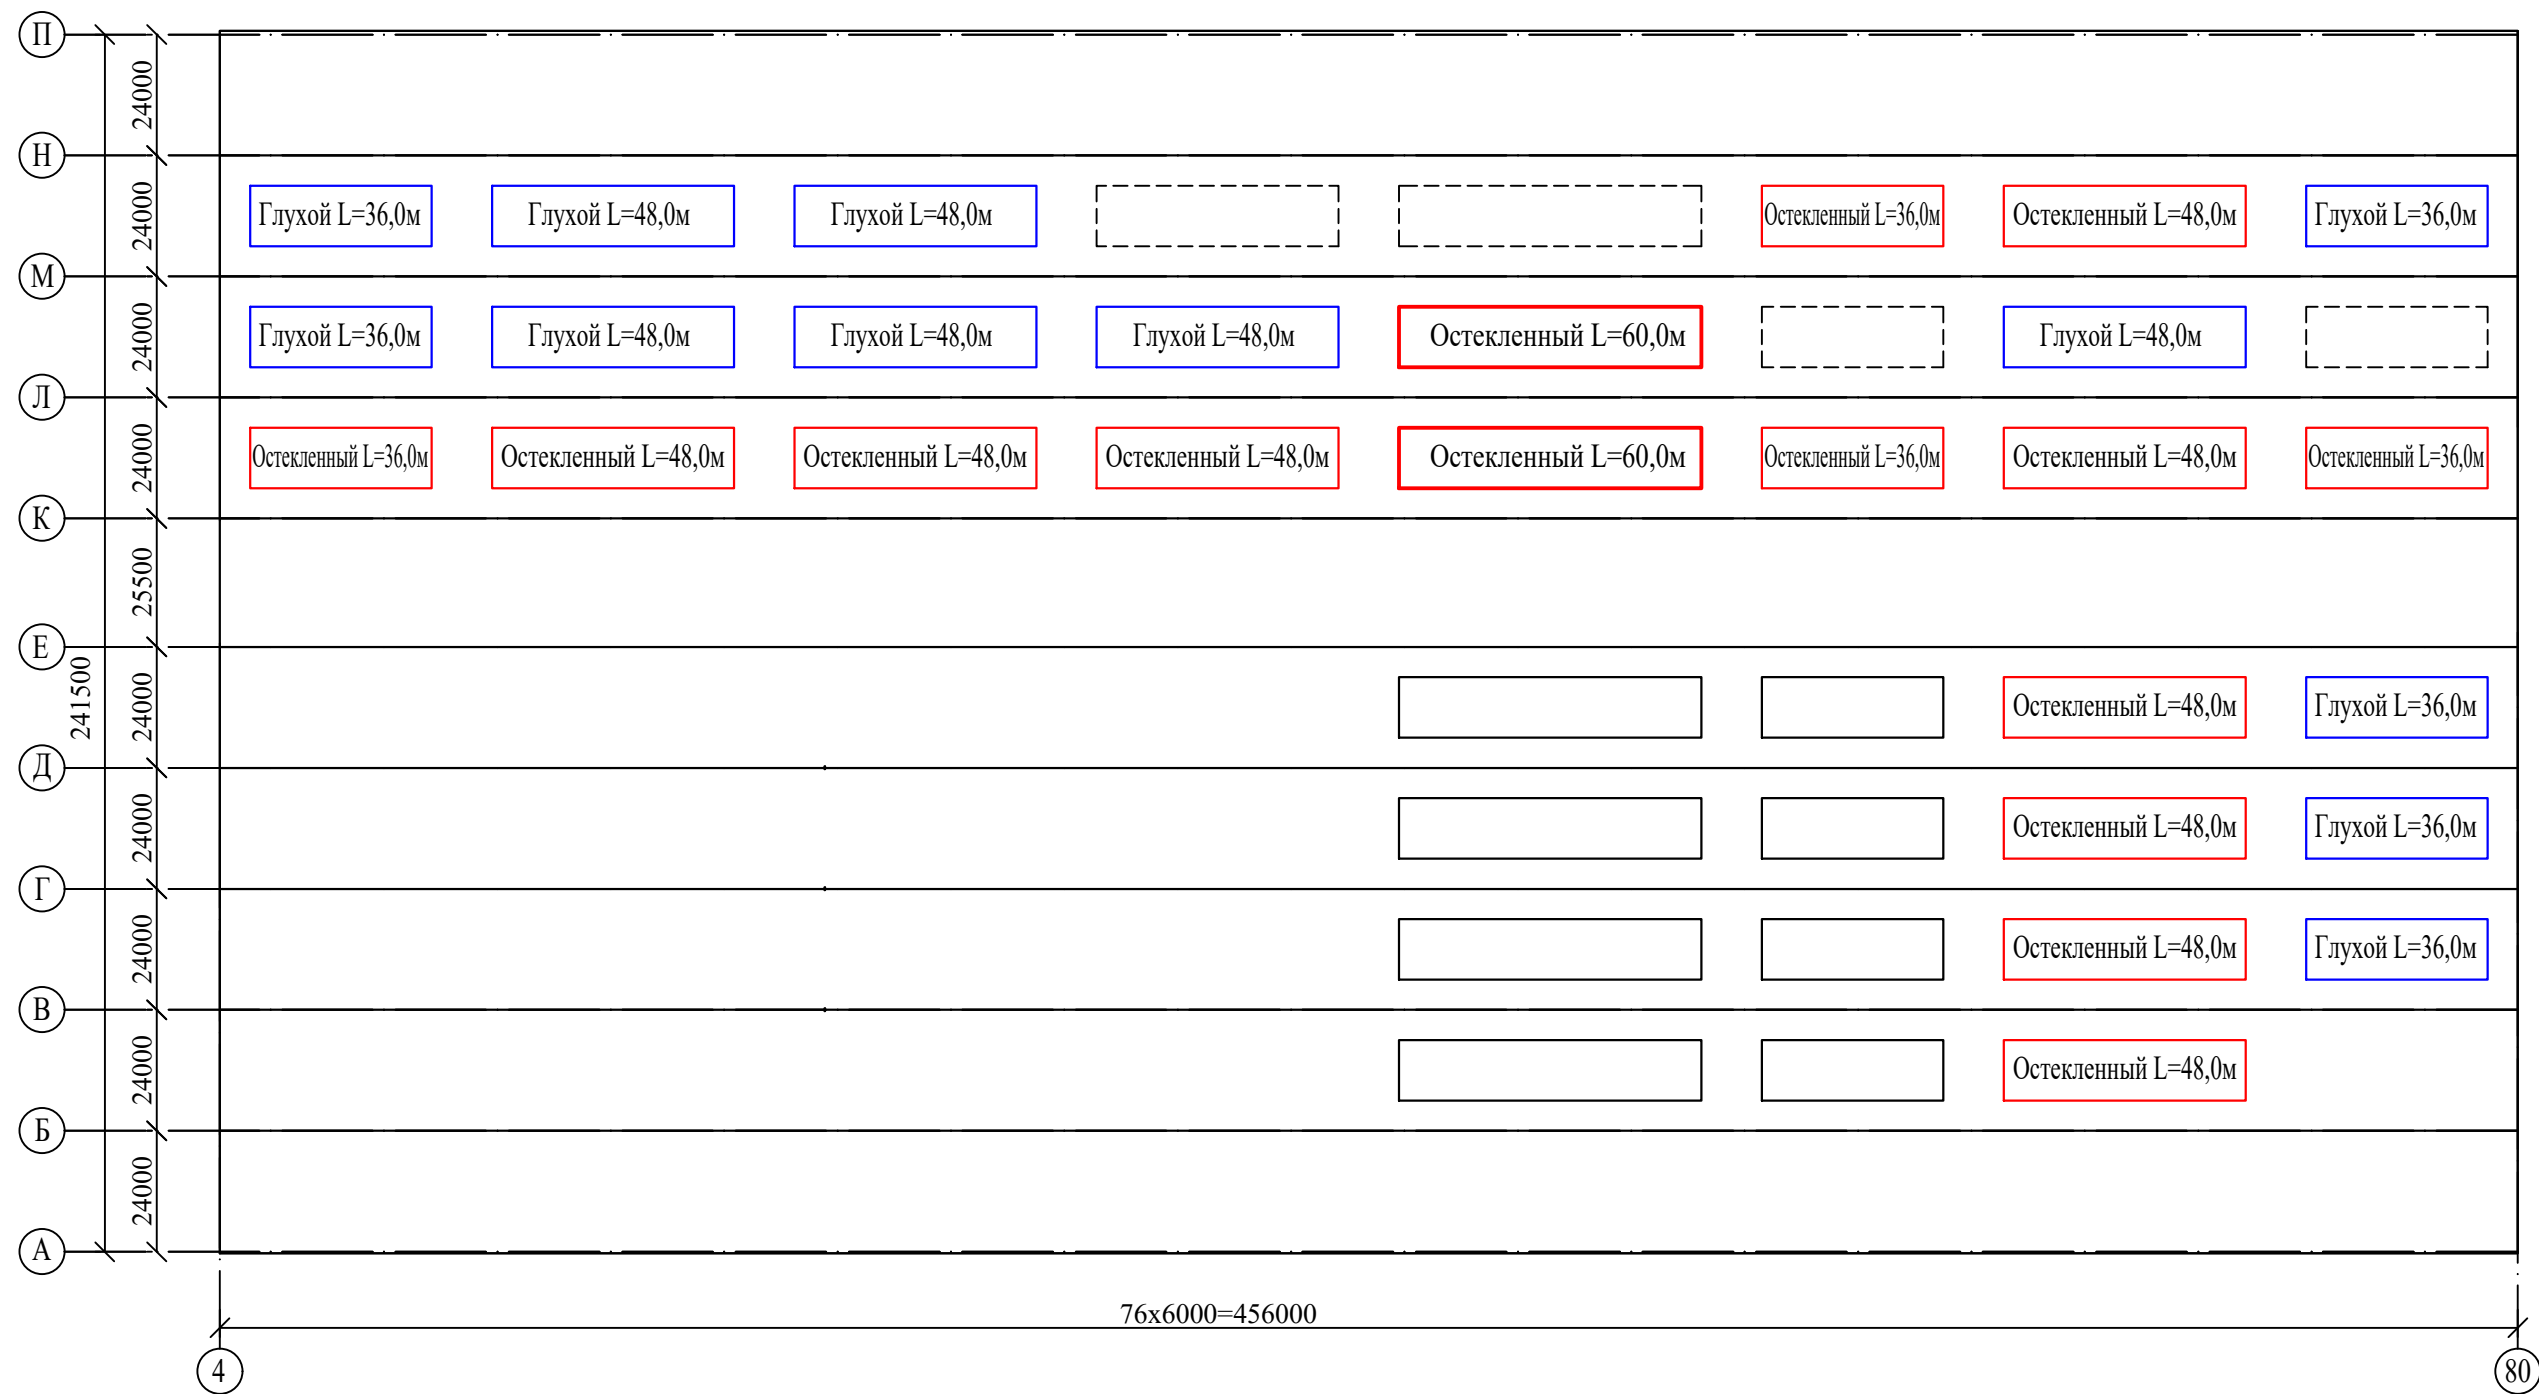 П
24000
Н
Глухой L=36,0м Глухой L=48,0м Глухой L=48,0м Остекленный L=36,0м Остекленный L=48,0м Глухой L=36,0м
24000
М
Глухой L=36,0м Глухой L=48,0м Глухой L=48,0м Глухой L=48,0м Остекленный L=60,0м Глухой L=48,0м
24000
Л
Остекленный L=36,0м Остекленный L=48,0м Остекленный L=48,0м Остекленный L=48,0м Остекленный L=60,0м Остекленный L=36,0м Остекленный L=48,0м Остекленный L=36,0м
24000
К
25500
Е
241500
24000
Остекленный L=48,0м Глухой L=36,0м
Д
24000
Остекленный L=48,0м Глухой L=36,0м
Г
24000
Остекленный L=48,0м Глухой L=36,0м
В
24000
Остекленный L=48,0м
Б
24000
А
76х6000=456000
4
80